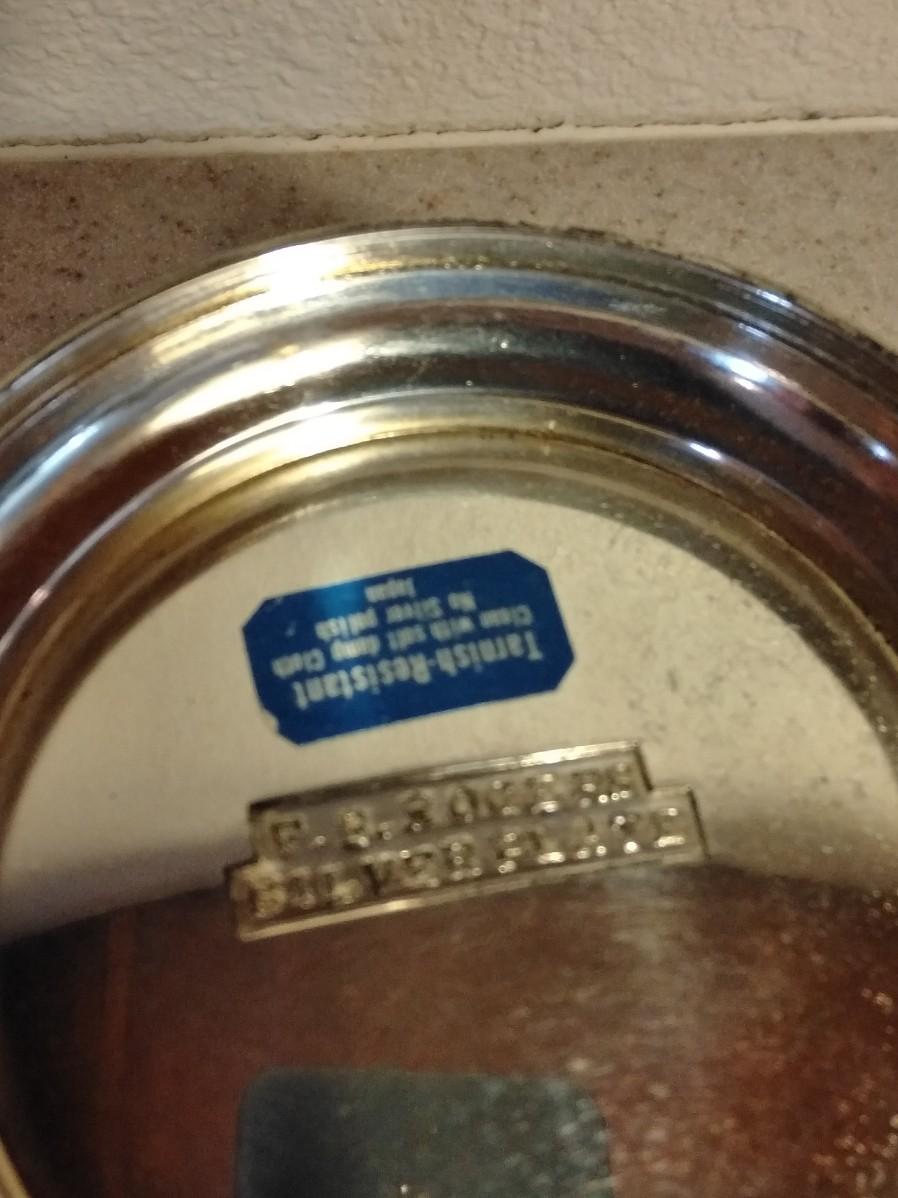 Tarnish-Resistant
Clean with soft damp Cloth
No Silver polish
Japan
F. B. ROGERS
SILVER PLATE